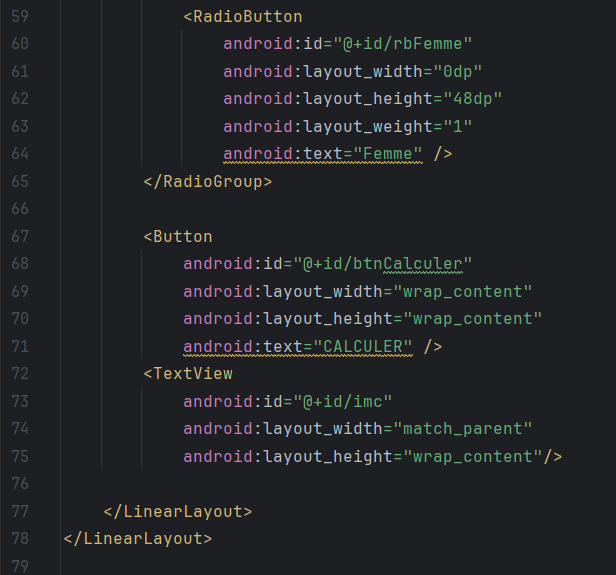 59 <RadioButton
60 android:id="@+id/rbFemme"
61 android:layout_width="0dp"
62 android:layout_height="48dp"
63 android:layout_weight="1"
64 android:text="Femme" />
65 </RadioGroup>
66
67 <Button
68 android:id="@+id/btnCalculer"
69 android:layout_width="wrap_content"
70 android:layout_height="wrap_content"
71 android:text="CALCULER" />
72 <TextView
73 android:id="@+id/imc"
74 android:layout_width="match_parent"
75 android:layout_height="wrap_content"/>
76
77 </LinearLayout>
78 </LinearLayout>
79